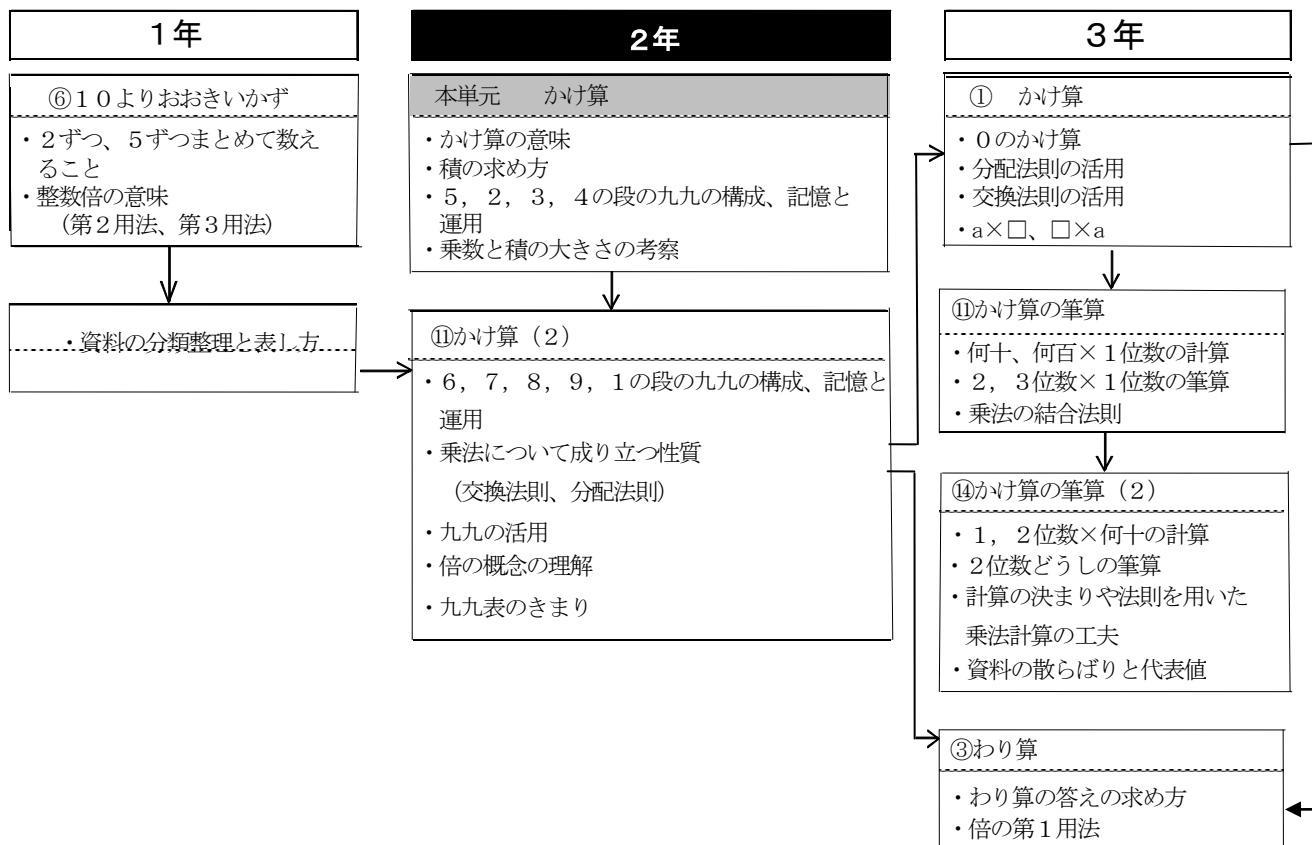 １年
⑥１０よりおおきいかず
・２ずつ、５ずつまとめて数え
ること
・整数倍の意味
（第２用法、第３用法）
・資料の分類整理と表し方
２年
本単元　　かけ算
・かけ算の意味
・積の求め方
・５，２，３，４の段の九九の構成、記憶と
運用
・乗数と積の大きさの考察
⑪かけ算（２）
・６，７，８，９，１の段の九九の構成、記憶と
運用
・乗法について成り立つ性質
（交換法則、分配法則）
・九九の活用
・倍の概念の理解
・九九表のきまり
３年
①　かけ算
・０のかけ算
・分配法則の活用
・交換法則の活用
・a×□、□×a
⑪かけ算の筆算
・何十、何百×１位数の計算
・２，３位数×１位数の筆算
・乗法の結合法則
⑭かけ算の筆算（２）
・１，２位数×何十の計算
・２位数どうしの筆算
・計算の決まりや法則を用いた
乗法計算の工夫
・資料の散らばりと代表値
③わり算
・わり算の答えの求め方
・倍の第１用法